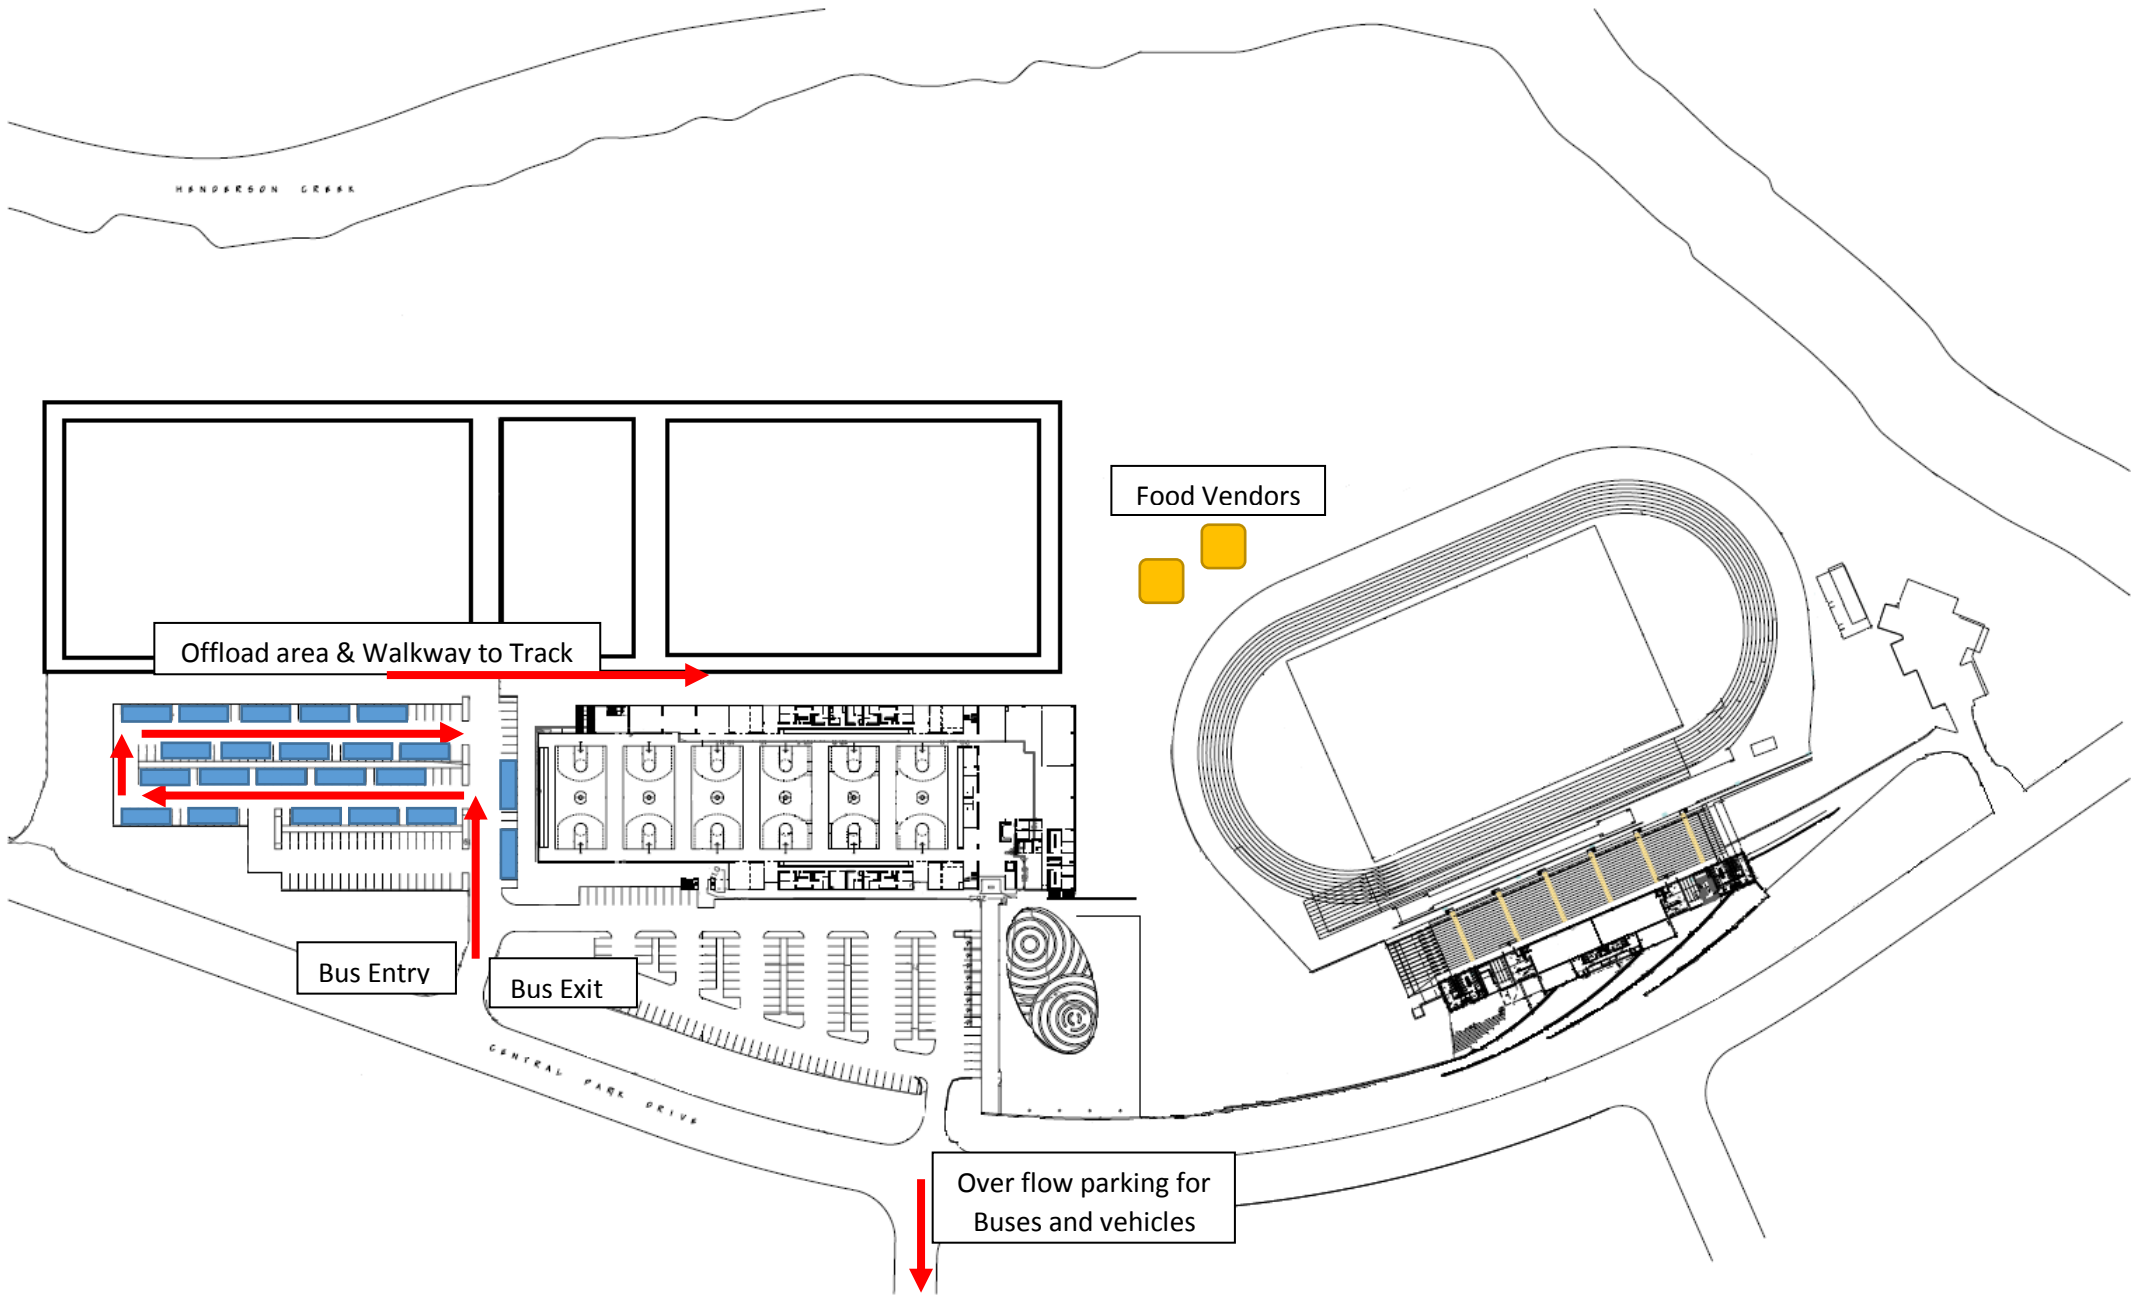 HENDERSON CREEK
Food Vendors
Offload area & Walkway to Track
Bus Entry
Bus Exit
CENTRAL PARK DRIVE
Over flow parking for
Buses and vehicles